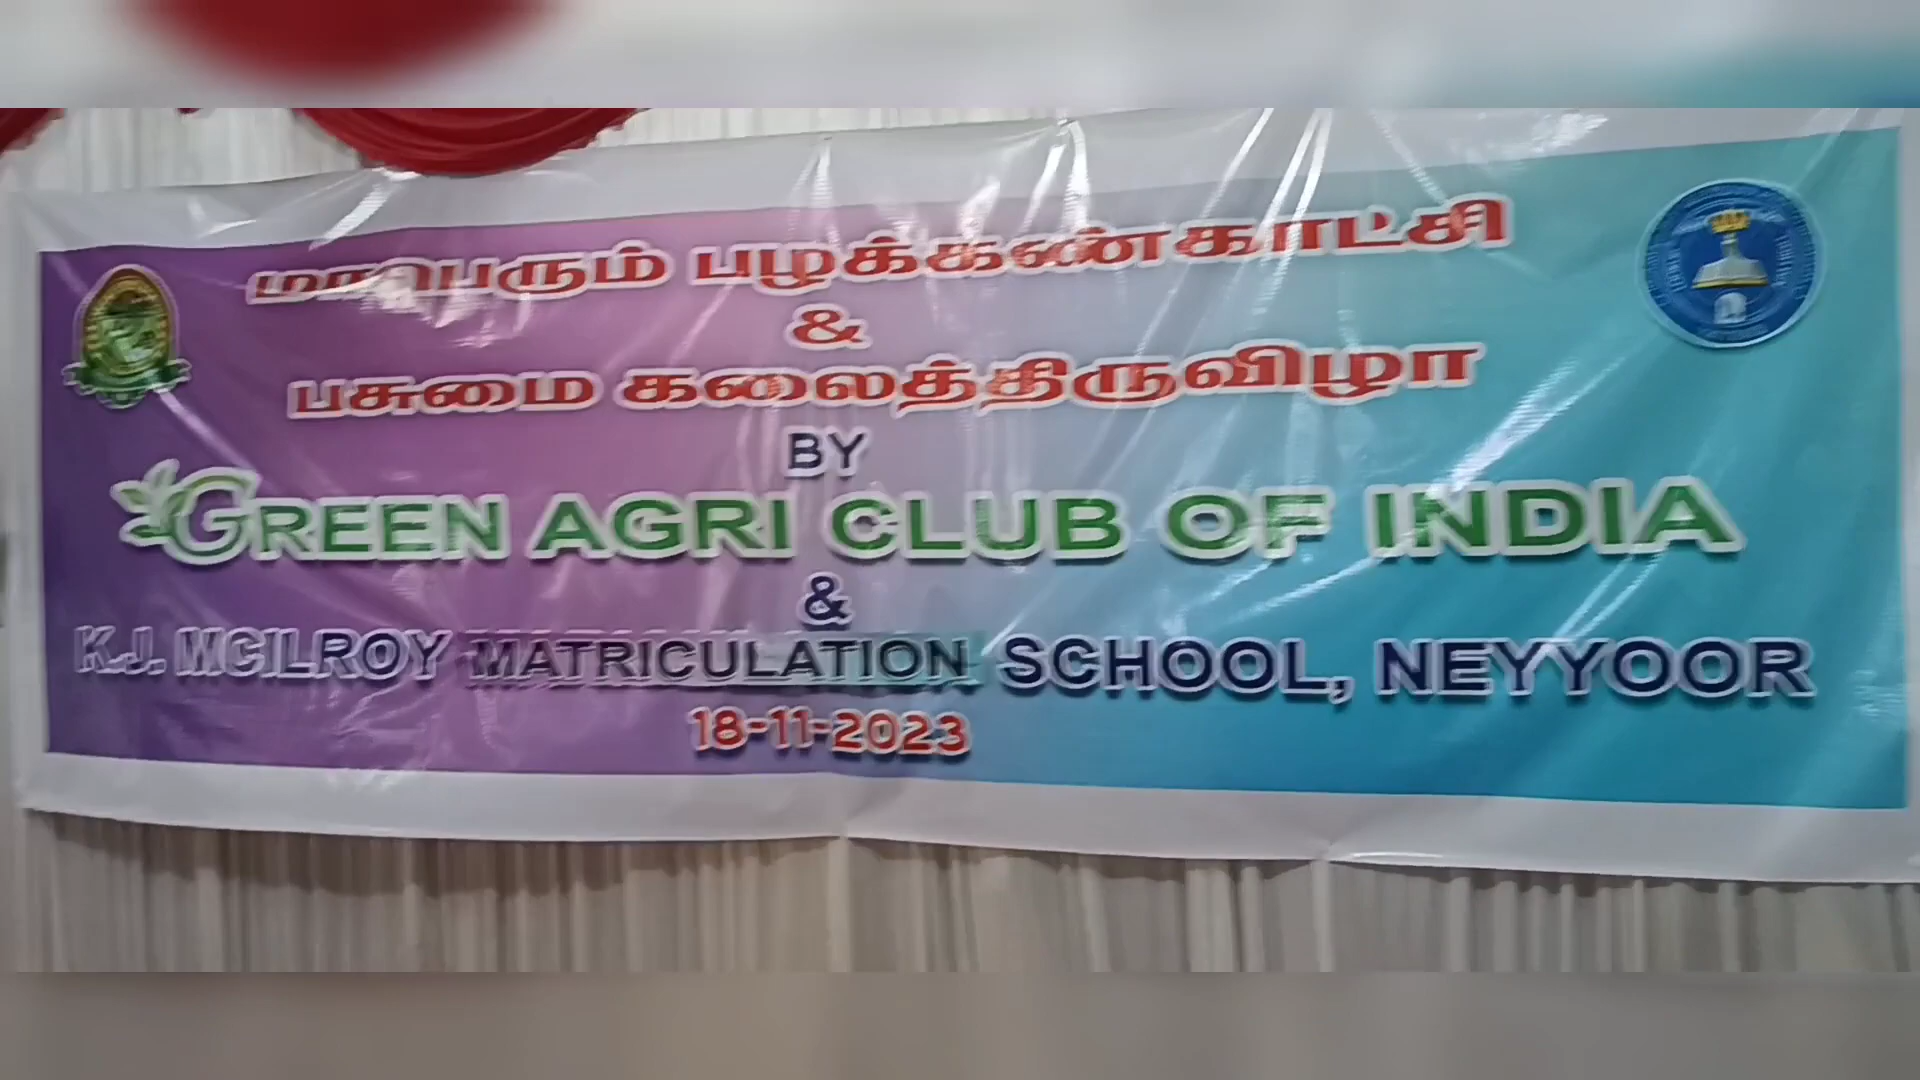 மாபெரும் பழக்கண்காட்சி
&
பசுமை கலைத்திருவிழா
BY
GREEN AGRI CLUB OF INDIA
&
K.J. MCILROY MATRICULATION SCHOOL, NEYYOOR
18-11-2023